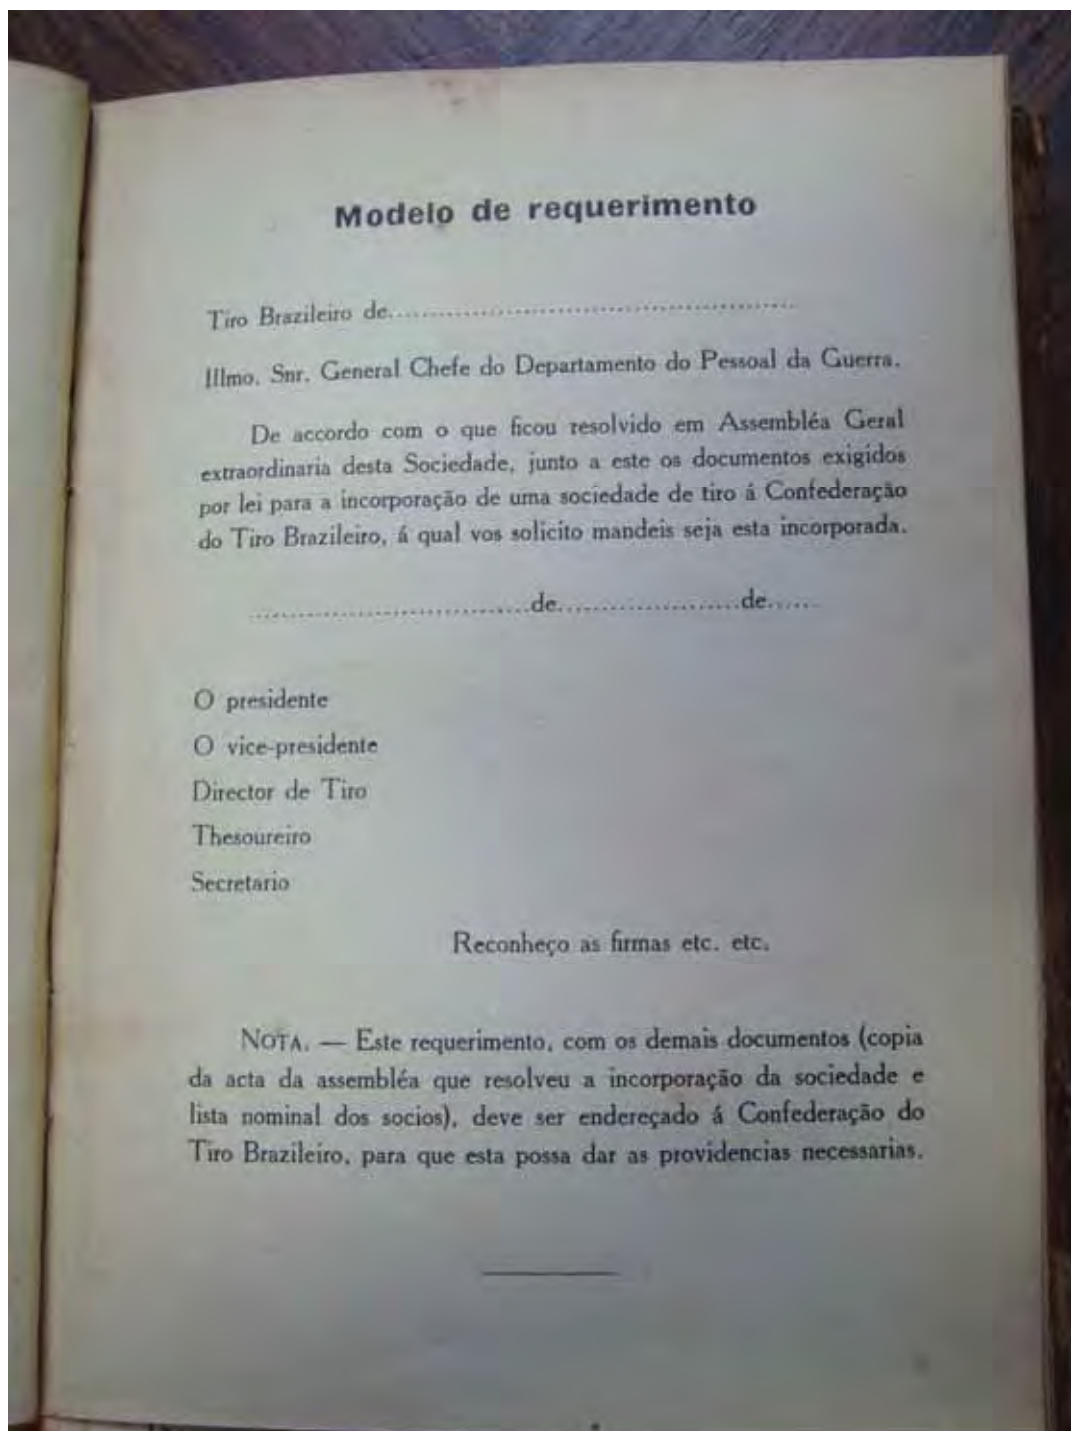 Modelo de requerimento
Tiro Brazileiro de................................................
Illmo. Snr. General Chefe do Departamento do Pessoal da Guerra.
De accordo com o que ficou resolvido em Assembléa Geral
extraordinaria desta Sociedade, junto a este os documentos exigidos
por lei para a incorporação de uma sociedade de tiro á Confederação
do Tiro Brazileiro, á qual vos solicito mandeis seja esta incorporada.
................................de.....................de......
O presidente
O vice-presidente
Director de Tiro
Thesoureiro
Secretario
Reconheço as firmas etc. etc.
NOTA. — Este requerimento, com os demais documentos (copia
da acta da assembléa que resolveu a incorporação da sociedade e
lista nominal dos socios), deve ser endereçado á Confederação do
Tiro Brazileiro, para que esta possa dar as providencias necessarias.